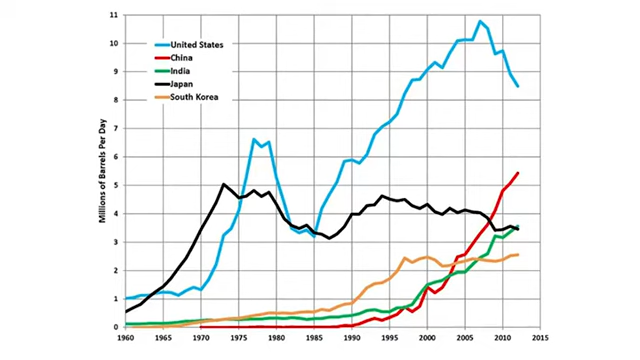 11
10
9
8
7
6
5
4
3
2
1
0
Millions of Barrels Per Day
United States
China
India
Japan
South Korea
1960 1965 1970 1975 1980 1985 1990 1995 2000 2005 2010 2015